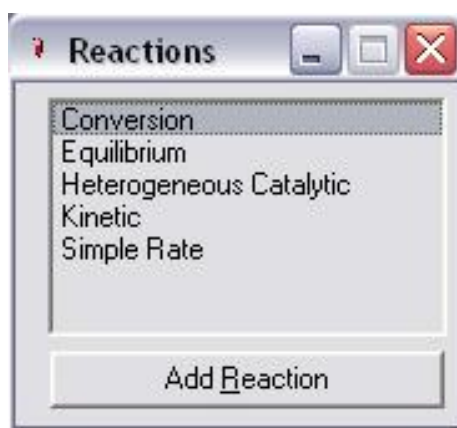 Reactions
Conversion
Equilibrium
Heterogeneous Catalytic
Kinetic
Simple Rate
Add Reaction